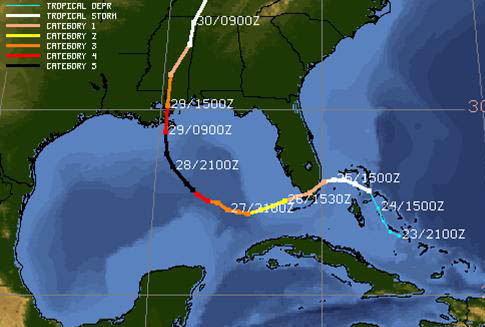 TROPICAL DEPR
TROPICAL STORM
CATEGORY 1
CATEGORY 2
CATEGORY 3
CATEGORY 4
CATEGORY 5
30/0900Z
29/1500Z
30
29/0900Z
28/2100Z
25/1500Z
26/1530Z
24/1500Z
27/2100Z
23/2100Z